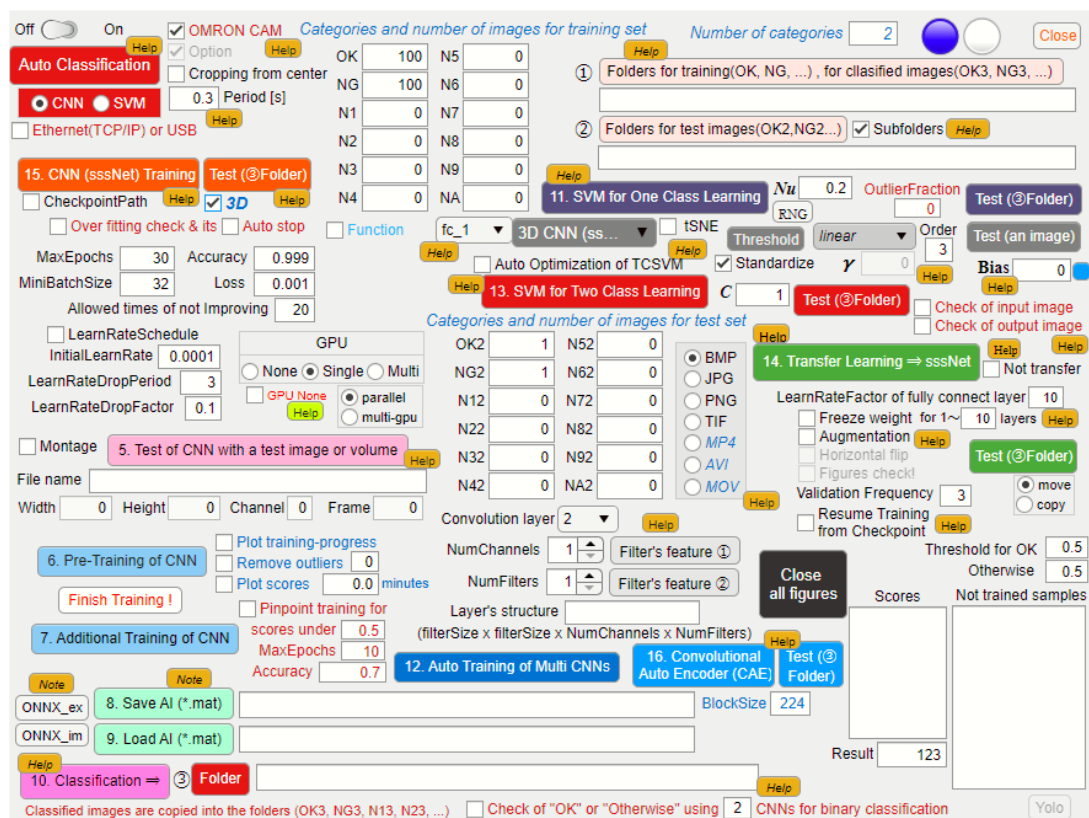 Off On OMRON CAM Categories and number of images for training set Number of categories 2 Close
Help Option Help Help
Auto Classification
Cropping from center
CNN SVM 0.3 Period [s]
Help
Ethernet(TCP/IP) or USB
OK 100 N5 0
NG 100 N6 0
N1 0 N7 0
N2 0 N8 0
N3 0 N9 0
N4 0 NA 0
① Folders for training(OK, NG, ...) , for cllasified images(OK3, NG3, ...)
② Folders for test images(OK2,NG2...) Subfolders Help
15. CNN (sssNet) Training Test (③Folder)
CheckpointPath Help 3D Help
Over fitting check & its Auto stop
Help
11. SVM for One Class Learning Nu 0.2 OutlierFraction 0 Test (③Folder)
RNG
Function fc_1 3D CNN (ss... tSNE Threshold linear Order 3 Test (an image)
Help Help
Auto Optimization of TCSVM Standardize γ 0 Help Bias 0
Help
MaxEpochs 30 Accuracy 0.999
MiniBatchSize 32 Loss 0.001
Allowed times of not Improving 20
Help 13. SVM for Two Class Learning C 1 Test (③Folder)
Check of input image
Check of output image
LearnRateSchedule
InitialLearnRate 0.0001
LearnRateDropPeriod 3
LearnRateDropFactor 0.1
GPU
None Single Multi
GPU None parallel
Help multi-gpu
Categories and number of images for test set
OK2 1 N52 0
NG2 1 N62 0
N12 0 N72 0
N22 0 N82 0
N32 0 N92 0
N42 0 NA2 0
BMP
JPG
PNG
TIF
MP4
AVI
MOV
Help
Help Help Help
14. Transfer Learning ⇒ sssNet Not transfer
LearnRateFactor of fully connect layer 10
Freeze weight for 1～ 10 layers Help
Augmentation Help
Horizontal flip Test (③Folder)
Figures check!
move
copy
Validation Frequency 3
Resume Training
from Checkpoint Help
Montage 5. Test of CNN with a test image or volume Help
File name
Width 0 Height 0 Channel 0 Frame 0
Convolution layer 2 Help
NumChannels 1 Filter's feature ①
NumFilters 1 Filter's feature ②
Layer's structure
(filterSize x filterSize x NumChannels x NumFilters)
Close
all figures
Threshold for OK 0.5
Otherwise 0.5
Scores Not trained samples
6. Pre-Training of CNN
Plot training-progress
Remove outliers 0
Plot scores 0.0 minutes
Finish Training !
7. Additional Training of CNN
Pinpoint training for
scores under 0.5
MaxEpochs 10
Accuracy 0.7
12. Auto Training of Multi CNNs
Help
16. Convolutional
Auto Encoder (CAE)
Test (③
Folder)
Note Note
ONNX_ex 8. Save AI (*.mat) BlockSize 224
ONNX_im 9. Load AI (*.mat)
Result 123
Help
10. Classification ⇒ ③ Folder
Help
Classified images are copied into the folders (OK3, NG3, N13, N23, ...) Check of "OK" or "Otherwise" using 2 CNNs for binary classification Yolo